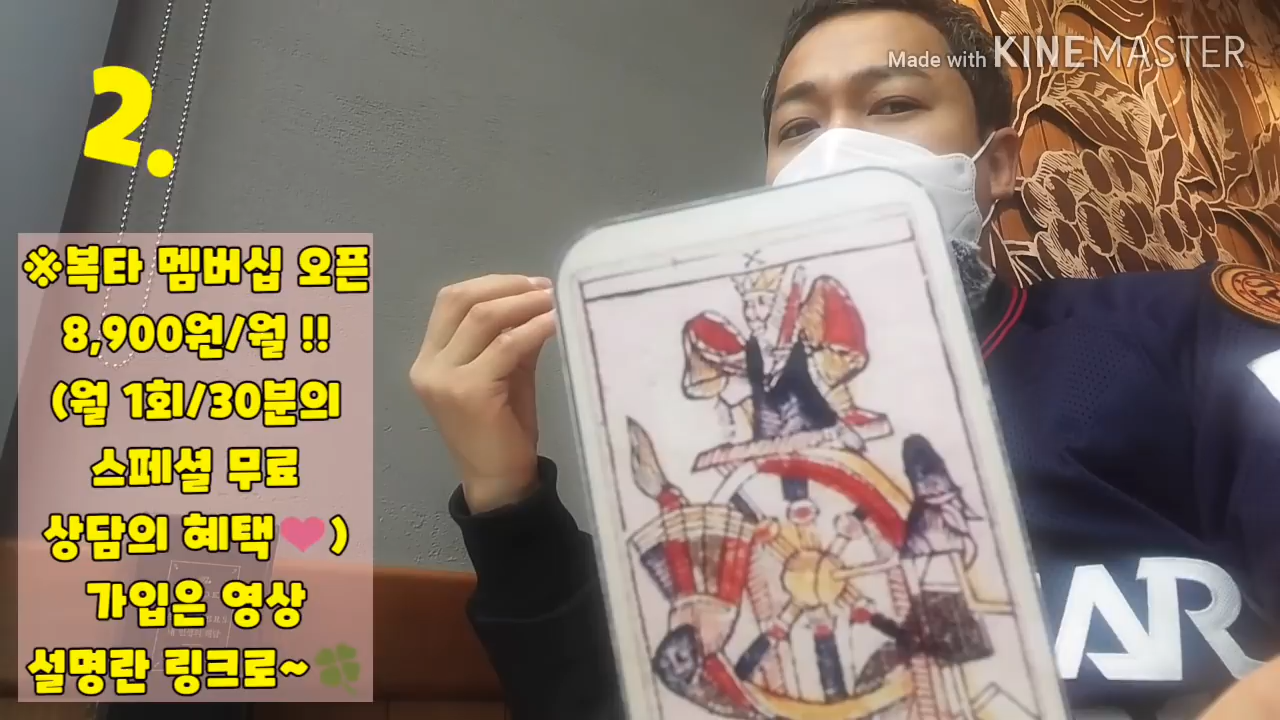 Made with KINEMASTER
2.
※복타 멤버십 오픈
8,900원/월 !!
(월 1회/30분의
스페셜 무료
상담의 혜택❤)
가입은 영상
설명란 링크로~🍀
X
AR